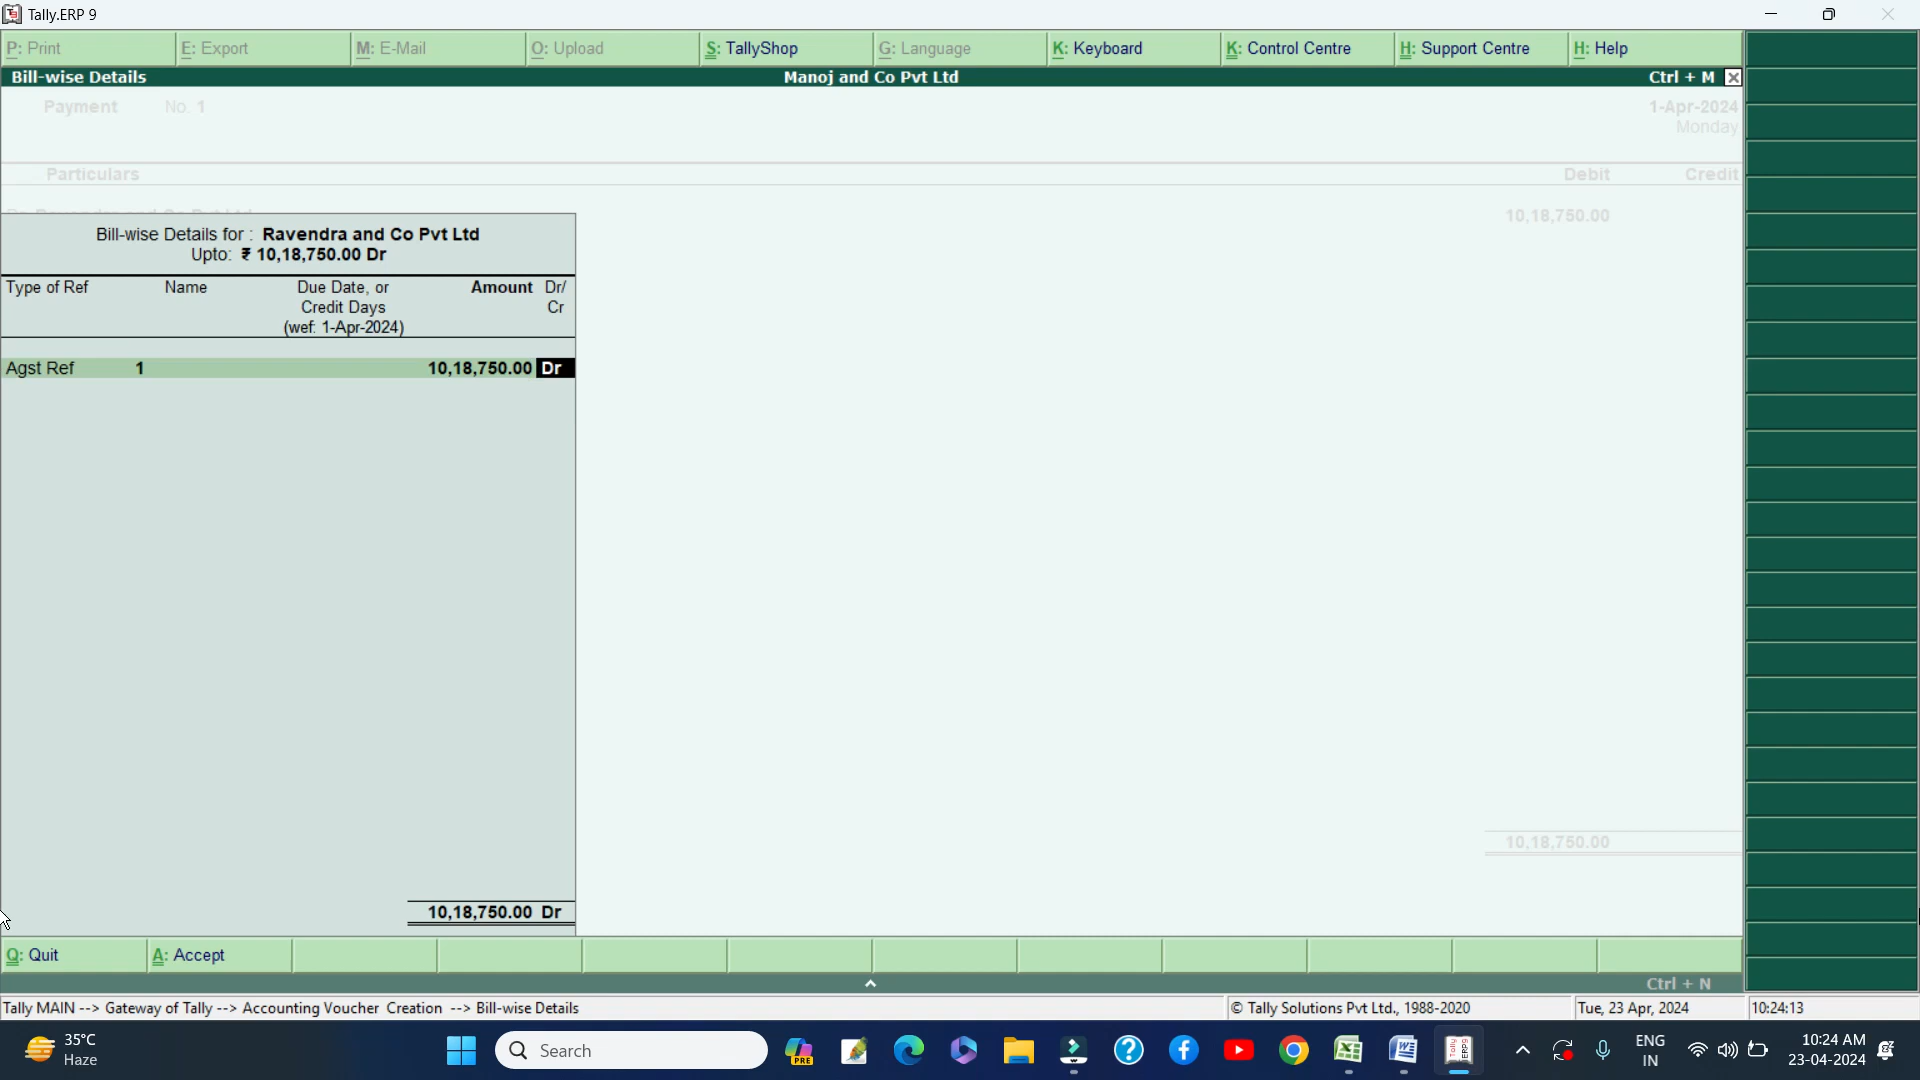 Tally.ERP 9
P: Print E: Export M: E-Mail O: Upload S: TallyShop G: Language K: Keyboard K: Control Centre H: Support Centre H: Help
Bill-wise Details Manoj and Co Pvt Ltd Ctrl + M
Payment No. 1 1-Apr-2024
Monday
Particulars Debit Credit
10,18,750.00
Bill-wise Details for : Ravendra and Co Pvt Ltd
Upto: ₹ 10,18,750.00 Dr
Type of Ref Name Due Date, or Amount Dr/
Credit Days Cr
(wef: 1-Apr-2024)
Agst Ref 1 10,18,750.00 Dr
10,18,750.00
10,18,750.00 Dr
Q: Quit A: Accept
Ctrl + N
Tally MAIN --> Gateway of Tally --> Accounting Voucher Creation --> Bill-wise Details © Tally Solutions Pvt Ltd., 1988-2020 Tue, 23 Apr, 2024 10:24:13
35°C
Haze
Search
PRE
ENG
IN
10:24 AM
23-04-2024